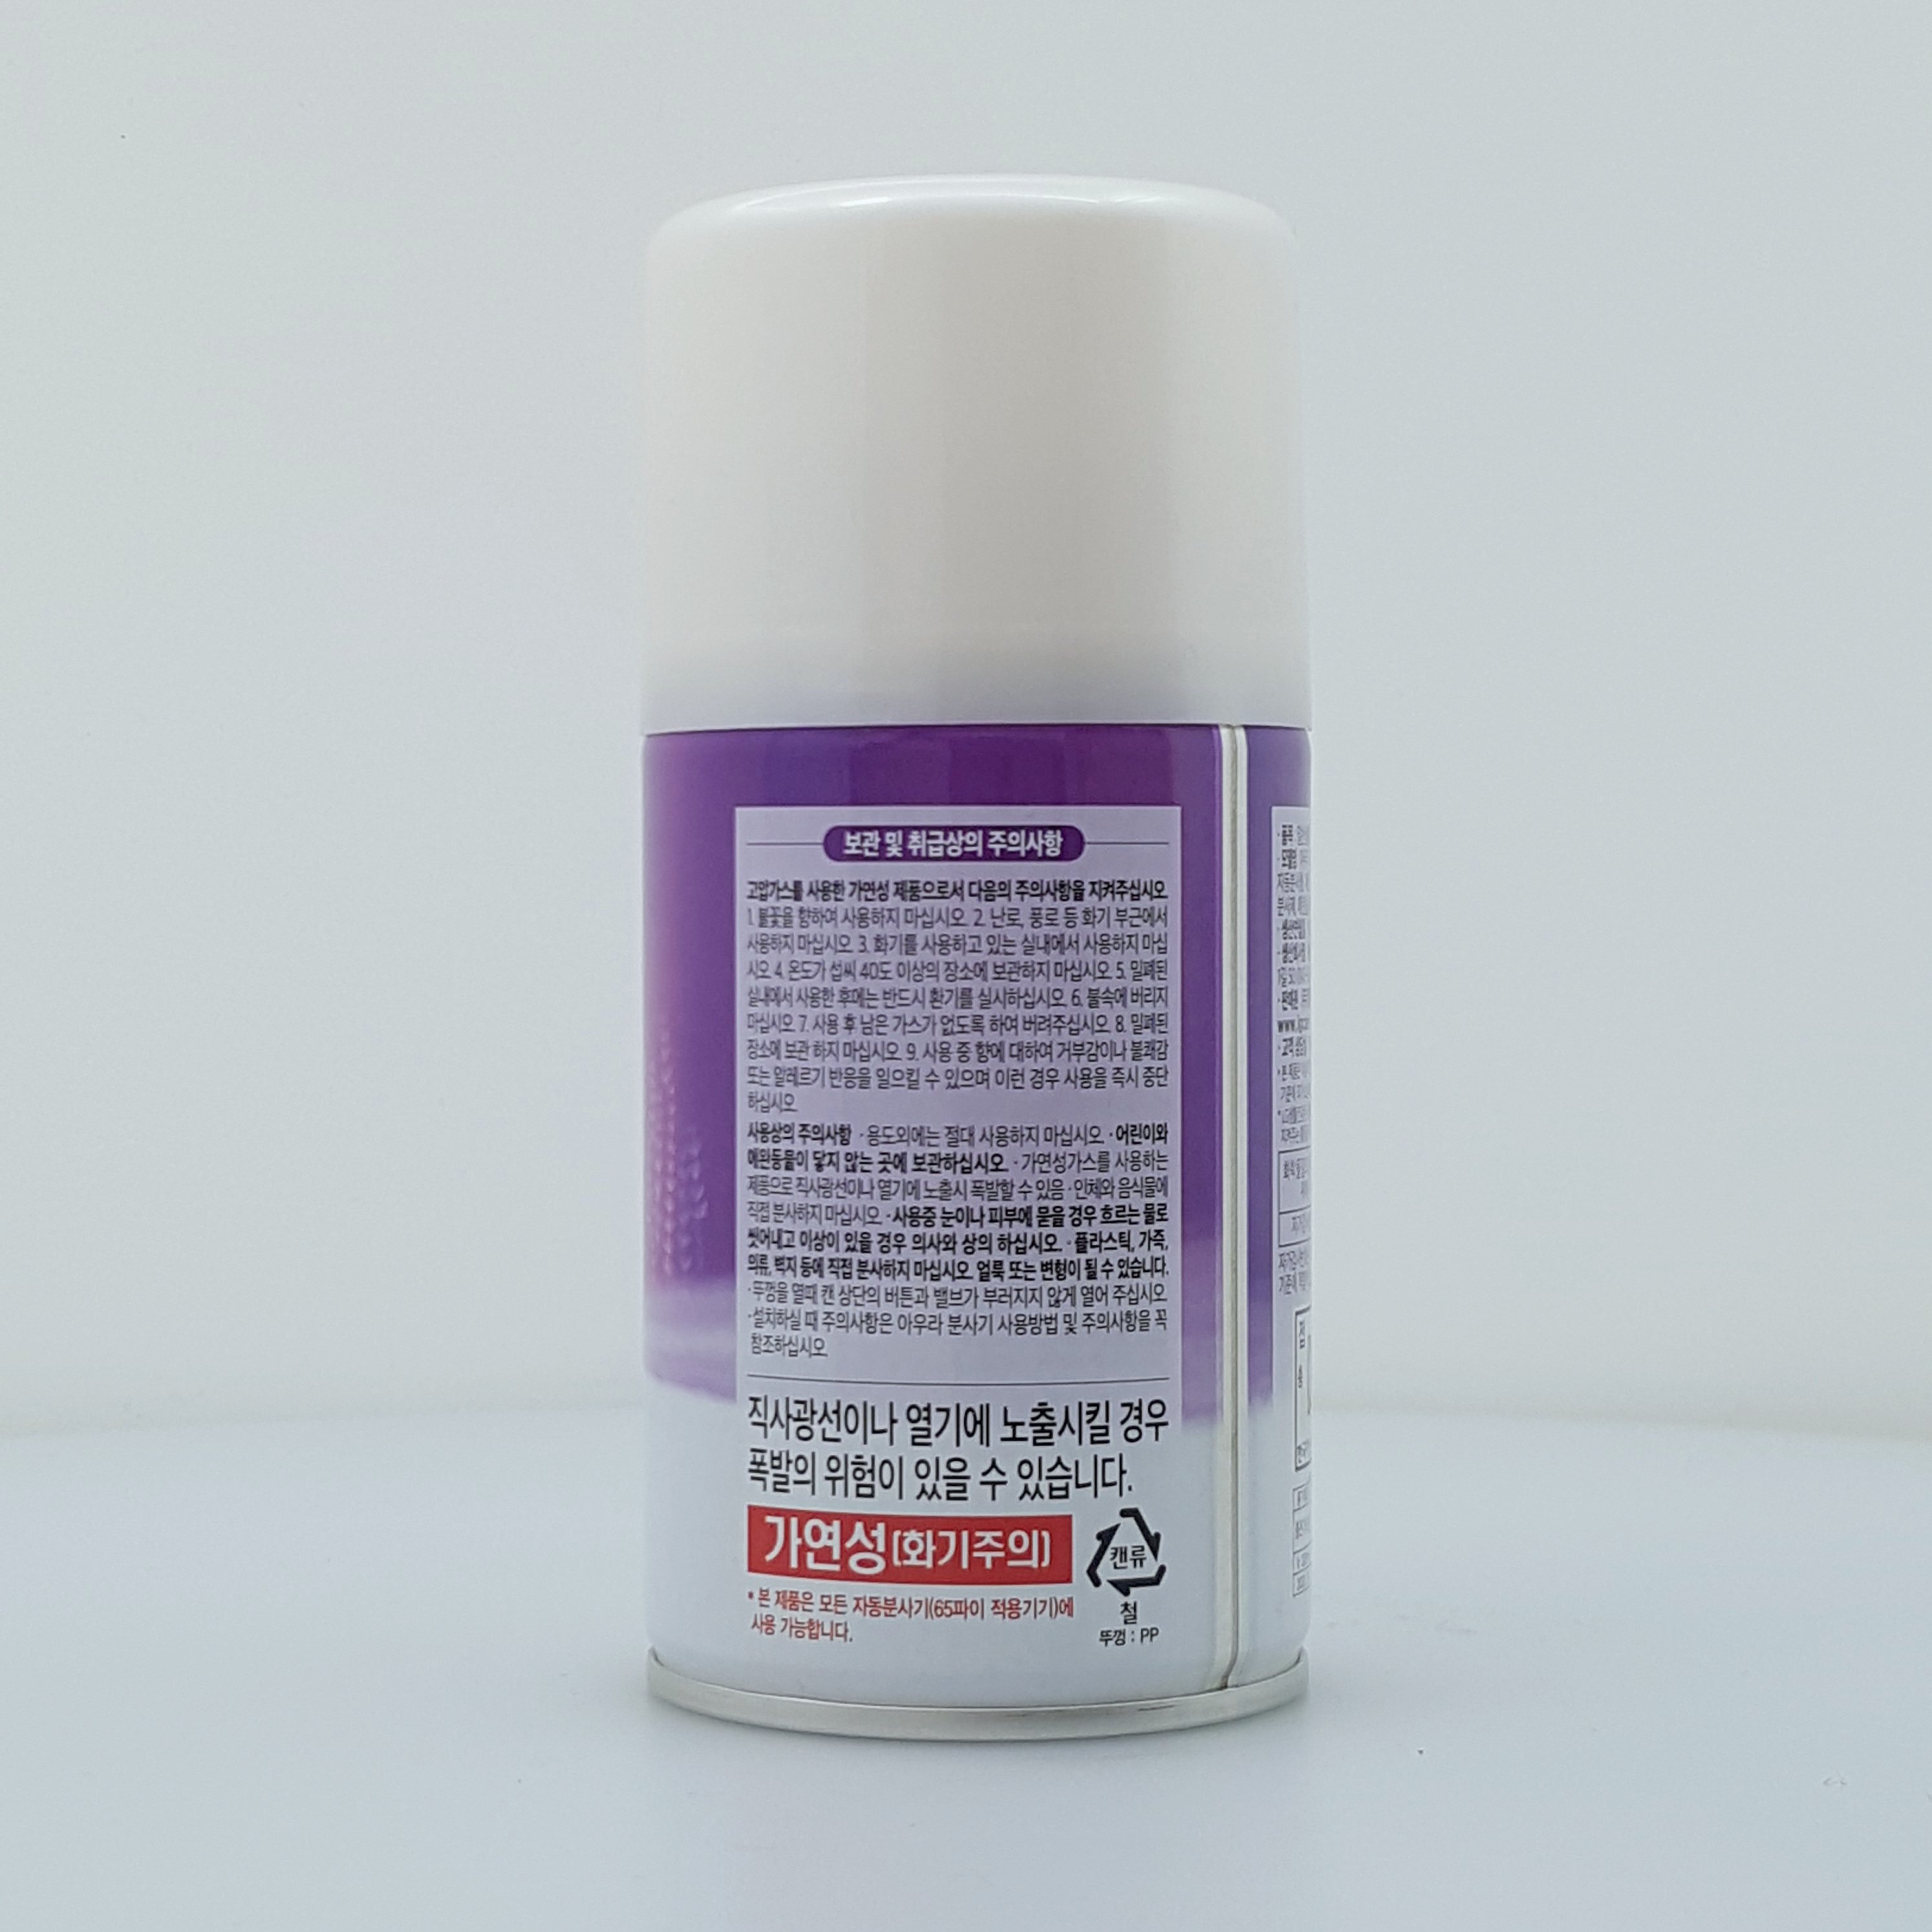 보관 및 취급상의 주의사항
고압가스를 사용한 가연성 제품으로서 다음의 주의사항을 지켜주십시오
1. 불꽃을 향하여 사용하지 마십시오. 2. 난로, 풍로 등 화기 부근에서
사용하지 마십시오. 3. 화기를 사용하고 있는 실내에서 사용하지 마십
시오. 4. 온도가 섭씨 40도 이상의 장소에 보관하지 마십시오. 5. 밀폐된
실내에서 사용한 후에는 반드시 환기를 실시하십시오. 6. 불속에 버리지
마십시오. 7. 사용 후 남은 가스가 없도록 하여 버려주십시오. 8. 밀폐된
장소에 보관 하지 마십시오. 9. 사용 중 향에 대하여 거부감이나 불쾌감
또는 알레르기 반응을 일으킬 수 있으며 이런 경우 사용을 즉시 중단
하십시오.
사용상의 주의사항 · 용도외에는 절대 사용하지 마십시오. · 어린이와
애완동물이 닿지 않는 곳에 보관하십시오. · 가연성가스를 사용하는
제품으로 직사광선이나 열기에 노출시 폭발할 수 있음 · 인체와 음식물에
직접 분사하지 마십시오. · 사용중 눈이나 피부에 묻을 경우 흐르는 물로
씻어내고 이상이 있을 경우 의사와 상의 하십시오. · 플라스틱, 가죽,
의류, 벽지 등에 직접 분사하지 마십시오. 얼룩 또는 변형이 될 수 있습니다.
· 뚜껑을 열때 캔 상단의 버튼과 밸브가 부러지지 않게 열어 주십시오.
· 설치하실 때 주의사항은 아우라 분사기 사용방법 및 주의사항을 꼭
참조하십시오.
직사광선이나 열기에 노출시킬 경우
폭발의 위험이 있을 수 있습니다.
가연성(화기주의)
* 본 제품은 모든 자동분사기(65파이 적용기기)에
사용 가능합니다.
캔류
철
뚜껑 : PP
· 품목
· 모델명